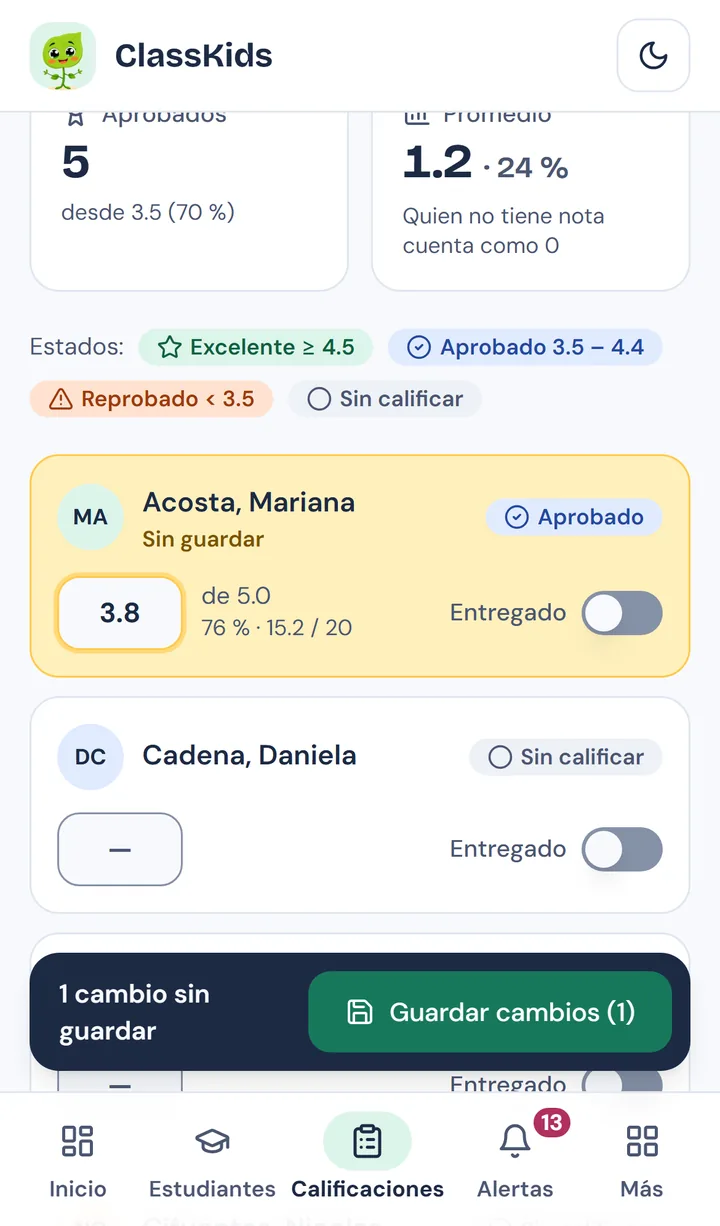 ClassKids
Aprobados
5
desde 3.5 (70 %)
Promedio
1.2 · 24 %
Quien no tiene nota
cuenta como 0
Estados:
Excelente ≥ 4.5
Aprobado 3.5 – 4.4
Reprobado < 3.5
Sin calificar
MA
Acosta, Mariana
Sin guardar
Aprobado
3.8
de 5.0
76 % · 15.2 / 20
Entregado
DC
Cadena, Daniela
Sin calificar
—
Entregado
1 cambio sin
guardar
Guardar cambios (1)
—
Entregado
13
Inicio
Estudiantes
Calificaciones
Alertas
Más